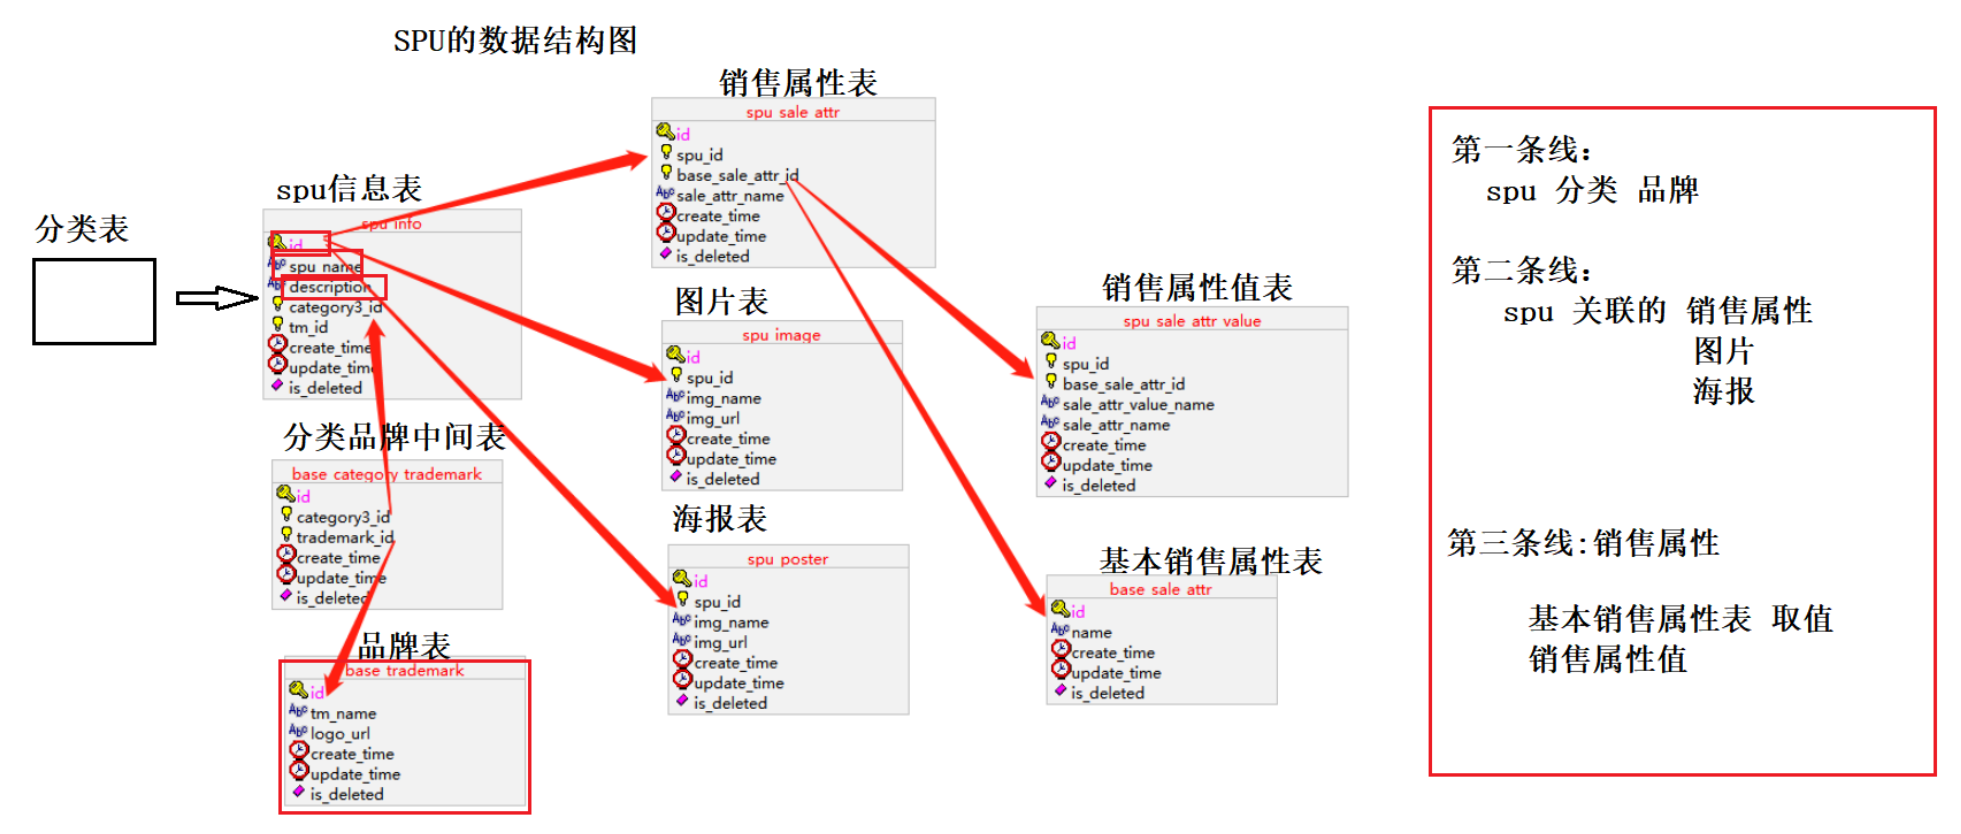 SPU的数据结构图
销售属性表
spu sale attr
id
spu_id
base_sale_attr_id
sale_attr_name
create_time
update_time
is_deleted
spu信息表
spu info
id
spu_name
description
category3_id
tm_id
create_time
update_time
is_deleted
分类表
图片表
spu image
id
spu_id
img_name
img_url
create_time
update_time
is_deleted
销售属性值表
spu sale attr value
id
spu_id
base_sale_attr_id
sale_attr_value_name
sale_attr_name
create_time
update_time
is_deleted
分类品牌中间表
base category trademark
id
category3_id
trademark_id
create_time
update_time
is_deleted
海报表
spu poster
id
spu_id
img_name
img_url
create_time
update_time
is_deleted
基本销售属性表
base sale attr
id
name
create_time
update_time
is_deleted
品牌表
base trademark
id
tm_name
logo_url
create_time
update_time
is_deleted
第一条线：
spu 分类 品牌
第二条线：
spu 关联的 销售属性
图片
海报
第三条线:销售属性
基本销售属性表 取值
销售属性值